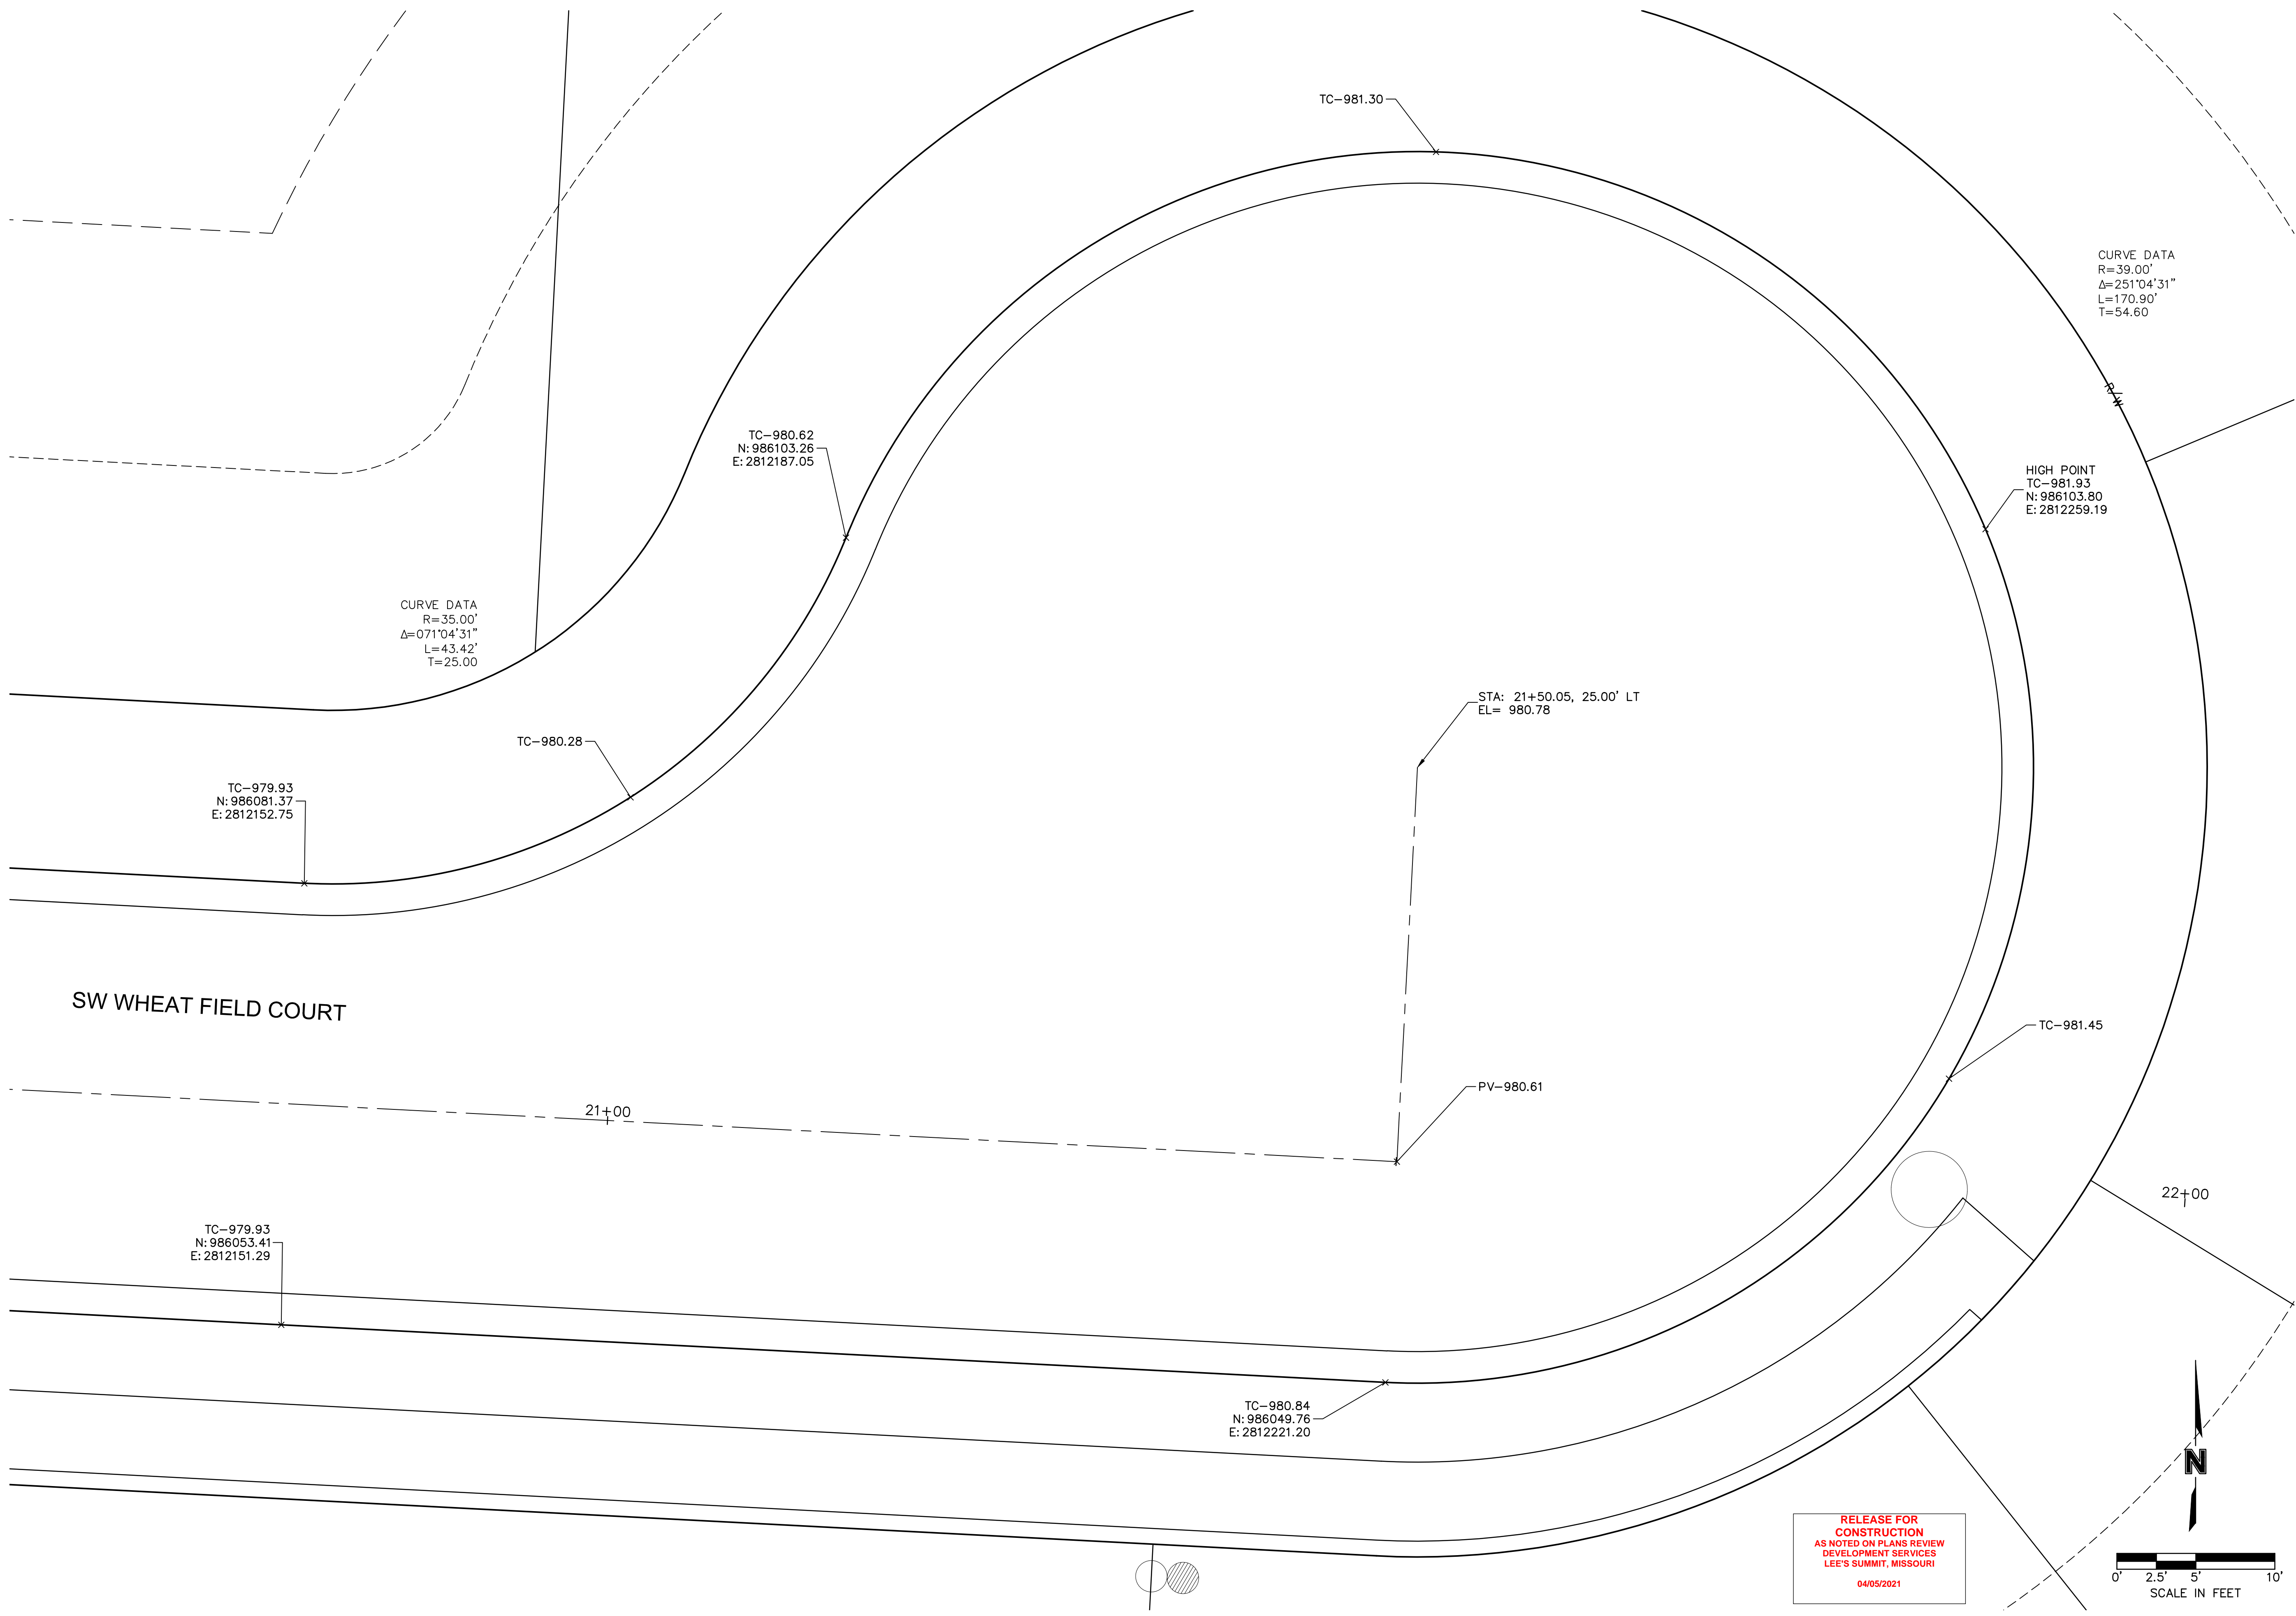 TC-981.30
CURVE DATA
R=39.00'
Δ=251°04'31"
L=170.90'
T=54.60
R/W
TC-980.62
N: 986103.26
E: 2812187.05
HIGH POINT
TC-981.93
N: 986103.80
E: 2812259.19
CURVE DATA
R=35.00'
Δ=071°04'31"
L=43.42'
T=25.00
STA: 21+50.05, 25.00' LT
EL= 980.78
TC-980.28
TC-979.93
N: 986081.37
E: 2812152.75
SW WHEAT FIELD COURT
TC-981.45
PV-980.61
21+00
22+00
TC-979.93
N: 986053.41
E: 2812151.29
TC-980.84
N: 986049.76
E: 2812221.20
N
RELEASE FOR
CONSTRUCTION
AS NOTED ON PLANS REVIEW
DEVELOPMENT SERVICES
LEE'S SUMMIT, MISSOURI
04/05/2021
0' 2.5' 5' 10'
SCALE IN FEET